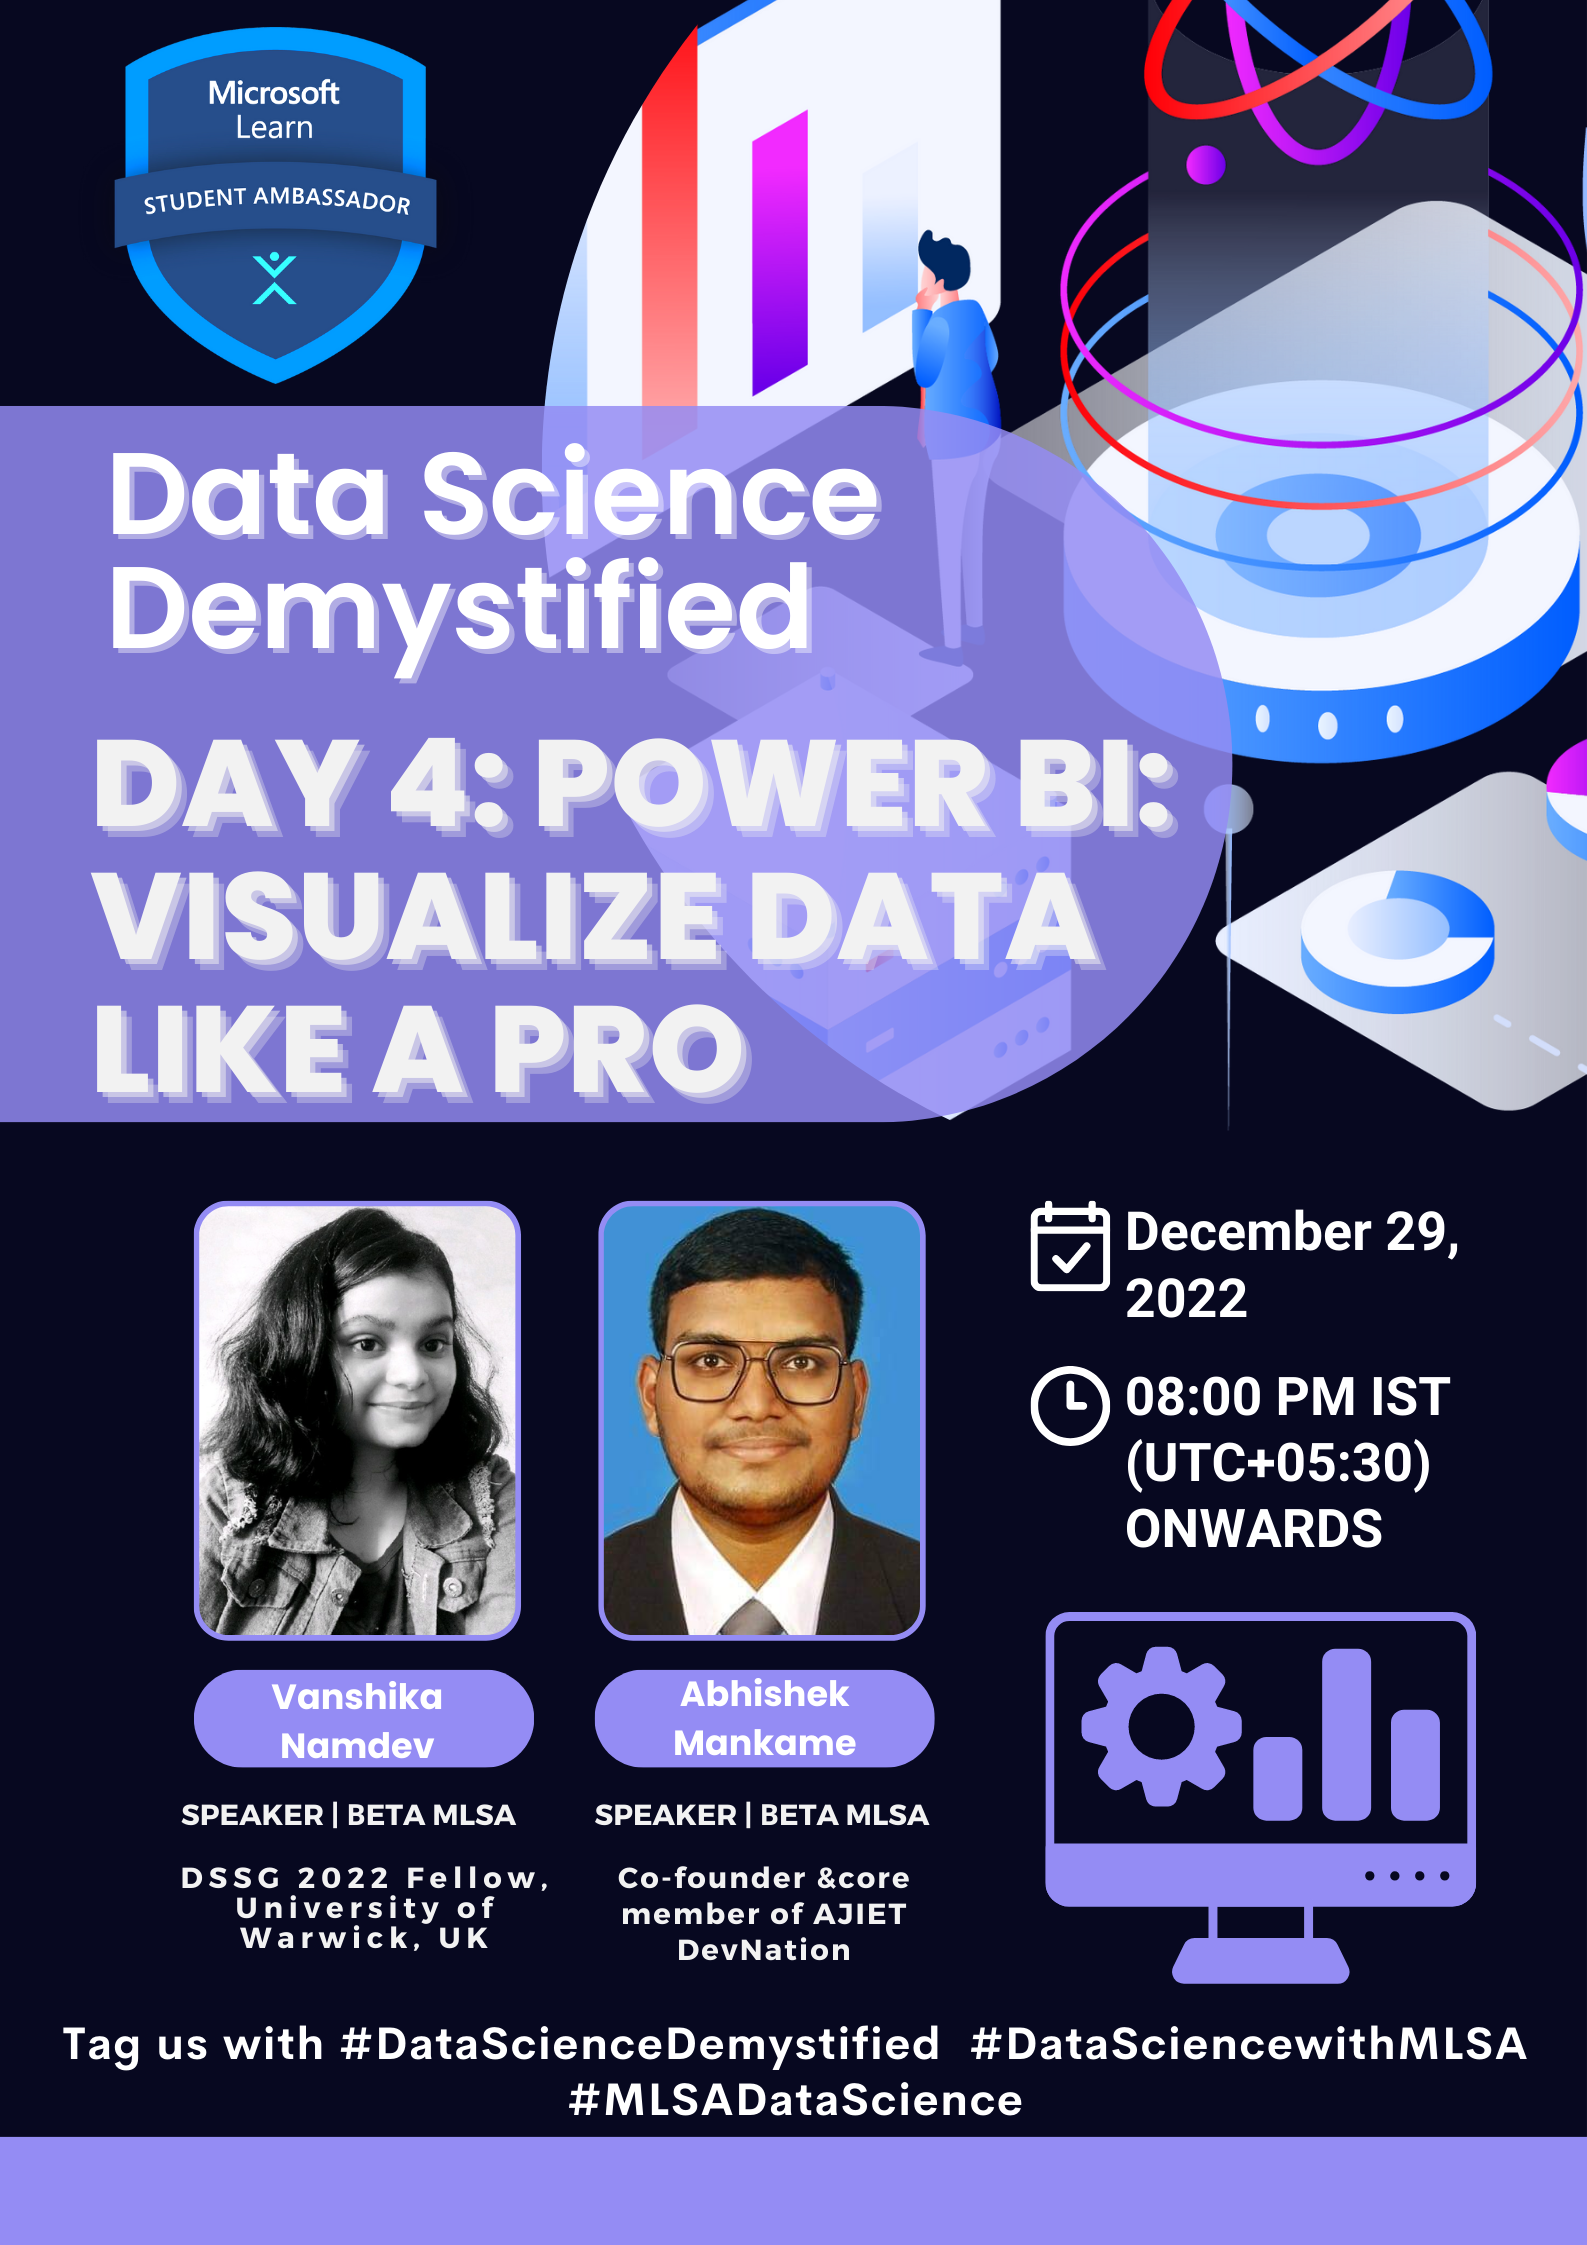 Microsoft
Learn
STUDENT AMBASSADOR
Data Science
Demystified
DAY 4: POWER BI:
VISUALIZE DATA
LIKE A PRO
December 29,
2022
08:00 PM IST
(UTC+05:30)
ONWARDS
Vanshika
Namdev
SPEAKER | BETA MLSA
DSSG 2022 Fellow,
University of
Warwick, UK
Abhishek
Mankame
SPEAKER | BETA MLSA
Co-founder &core
member of AJIET
DevNation
Tag us with #DataScienceDemystified #DataSciencewithMLSA
#MLSADataScience